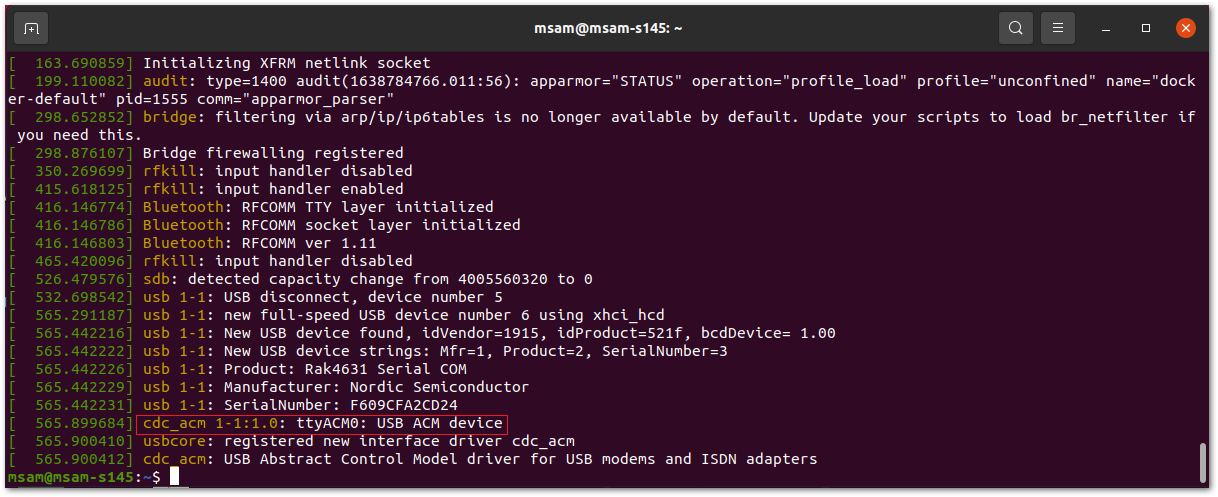 msam@msam-s145: ~
[  163.690859] Initializing XFRM netlink socket
[  199.110082] audit: type=1400 audit(1638784766.011:56): apparmor="STATUS" operation="profile_load" profile="unconfined" name="dock
er-default" pid=1555 comm="apparmor_parser"
[  298.652852] bridge: filtering via arp/ip/ip6tables is no longer available by default. Update your scripts to load br_netfilter if
 you need this.
[  298.876107] Bridge firewalling registered
[  350.269699] rfkill: input handler disabled
[  415.618125] rfkill: input handler enabled
[  416.146774] Bluetooth: RFCOMM TTY layer initialized
[  416.146786] Bluetooth: RFCOMM socket layer initialized
[  416.146803] Bluetooth: RFCOMM ver 1.11
[  465.420096] rfkill: input handler disabled
[  526.479576] sdb: detected capacity change from 4005560320 to 0
[  532.698542] usb 1-1: USB disconnect, device number 5
[  565.291187] usb 1-1: new full-speed USB device number 6 using xhci_hcd
[  565.442216] usb 1-1: New USB device found, idVendor=1915, idProduct=521f, bcdDevice= 1.00
[  565.442222] usb 1-1: New USB device strings: Mfr=1, Product=2, SerialNumber=3
[  565.442226] usb 1-1: Product: Rak4631 Serial COM
[  565.442229] usb 1-1: Manufacturer: Nordic Semiconductor
[  565.442231] usb 1-1: SerialNumber: F609CFA2CD24
[  565.899684] cdc_acm 1-1:1.0: ttyACM0: USB ACM device
[  565.900410] usbcore: registered new interface driver cdc_acm
[  565.900412] cdc_acm: USB Abstract Control Model driver for USB modems and ISDN adapters
msam@msam-s145:~$